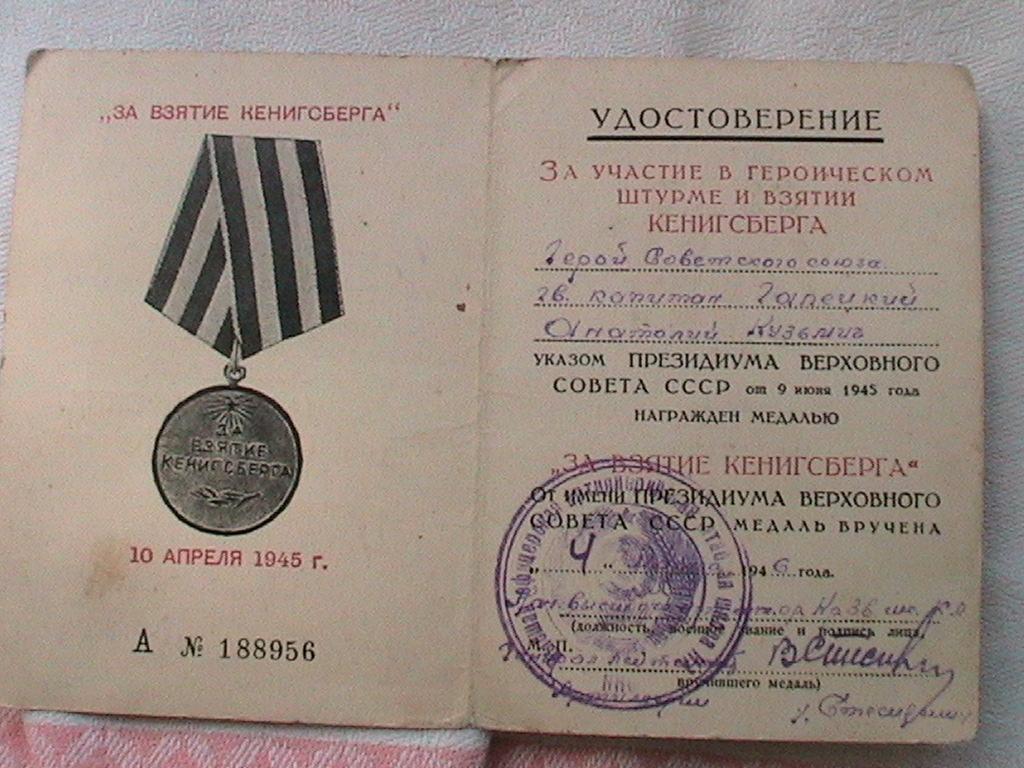 „ЗА ВЗЯТИЕ КЕНИГСБЕРГА“
ЗА
ВЗЯТИЕ
КЕНИГСБЕРГА
10 АПРЕЛЯ 1945 г.
А № 188956
УДОСТОВЕРЕНИЕ
ЗА УЧАСТИЕ В ГЕРОИЧЕСКОМ
ШТУРМЕ И ВЗЯТИИ
КЕНИГСБЕРГА
Герой Советского союза
гв. капитан
Анатолий Кузьмич
УКАЗОМ ПРЕЗИДИУМА ВЕРХОВНОГО
СОВЕТА СССР от 9 июня 1945 года
НАГРАЖДЕН МЕДАЛЬЮ
„ЗА ВЗЯТИЕ КЕНИГСБЕРГА“
ОТ ИМЕНИ ПРЕЗИДИУМА ВЕРХОВНОГО
СОВЕТА СССР МЕДАЛЬ ВРУЧЕНА
„4“ 1946 года.
(должность, военное звание и подпись лица,
М. П.
вручившего медаль)